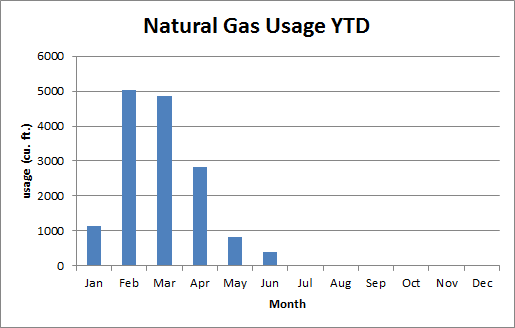 Natural Gas Usage YTD
6000
5000
4000
3000
2000
1000
0
usage (cu. ft.)
Jan Feb Mar Apr May Jun Jul Aug Sep Oct Nov Dec
Month